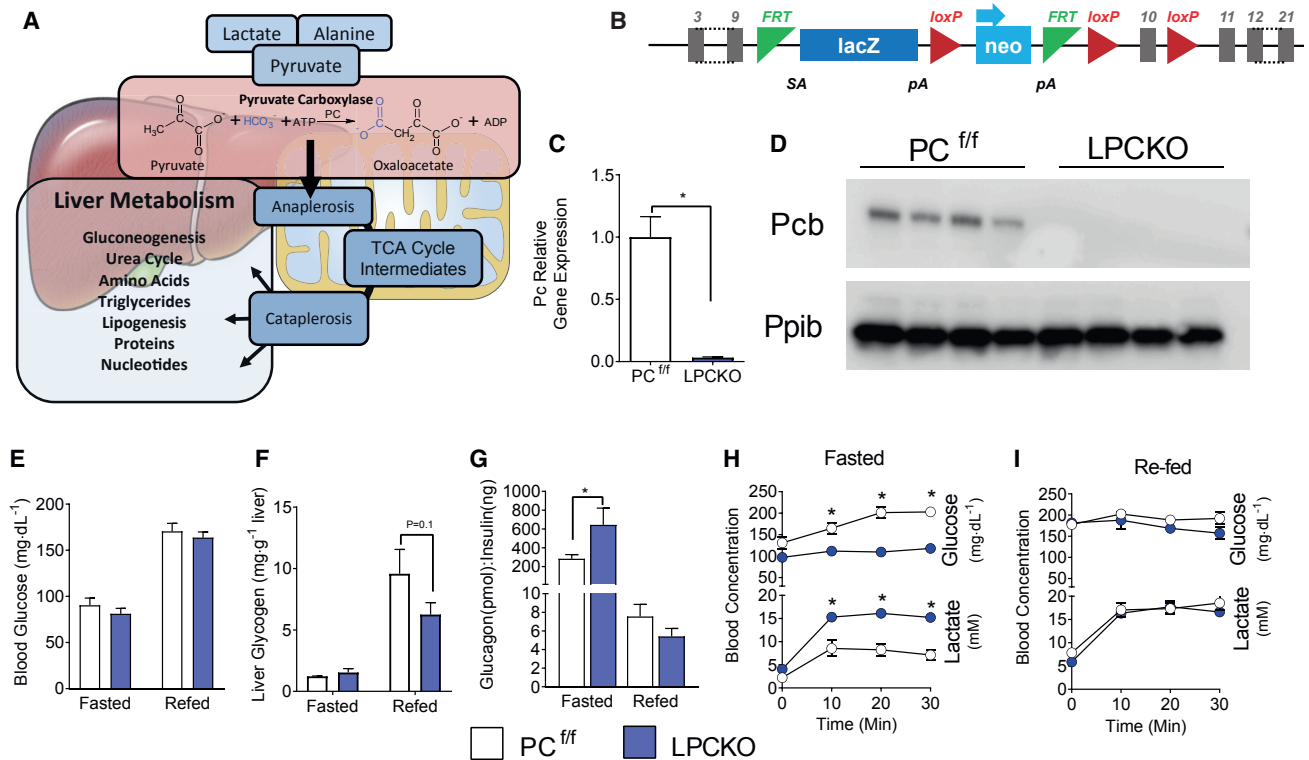 A
Lactate
Alanine
Pyruvate
Pyruvate Carboxylase
O
O⁻
H₃C
O
+ HCO₃⁻ + ATP
PC
O
O⁻
CH₂
O
O⁻
O
+ ADP
Pyruvate
Oxaloacetate
Liver Metabolism
Gluconeogenesis
Urea Cycle
Amino Acids
Triglycerides
Lipogenesis
Proteins
Nucleotides
Anaplerosis
TCA Cycle
Intermediates
Cataplerosis
B
3 9 FRT loxP FRT loxP 10 loxP 11 12 21
lacZ neo
SA pA pA
C
Pc Relative
Gene Expression
1.5
1.0
0.5
0.0
*
PC f/f
LPCKO
D
PC f/f
LPCKO
Pcb
Ppib
E
Blood Glucose (mg·dL⁻¹)
200
150
100
50
0
Fasted Refed
F
Liver Glycogen (mg·g⁻¹ liver)
15
10
5
0
P=0.1
Fasted Refed
G
Glucagon(pmol):Insulin(ng)
1000
800
600
400
200
10
8
6
4
2
0
*
Fasted Refed
H
Fasted
Blood Concentration
250
200
150
100
50
20
15
10
5
0
* * *
* * *
Glucose
(mg·dL⁻¹)
Lactate
(mM)
0 10 20 30
Time (Min)
I
Re-fed
Blood Concentration
250
200
150
100
50
20
15
10
5
0
Glucose
(mg·dL⁻¹)
Lactate
(mM)
0 10 20 30
Time (Min)
PC f/f
LPCKO